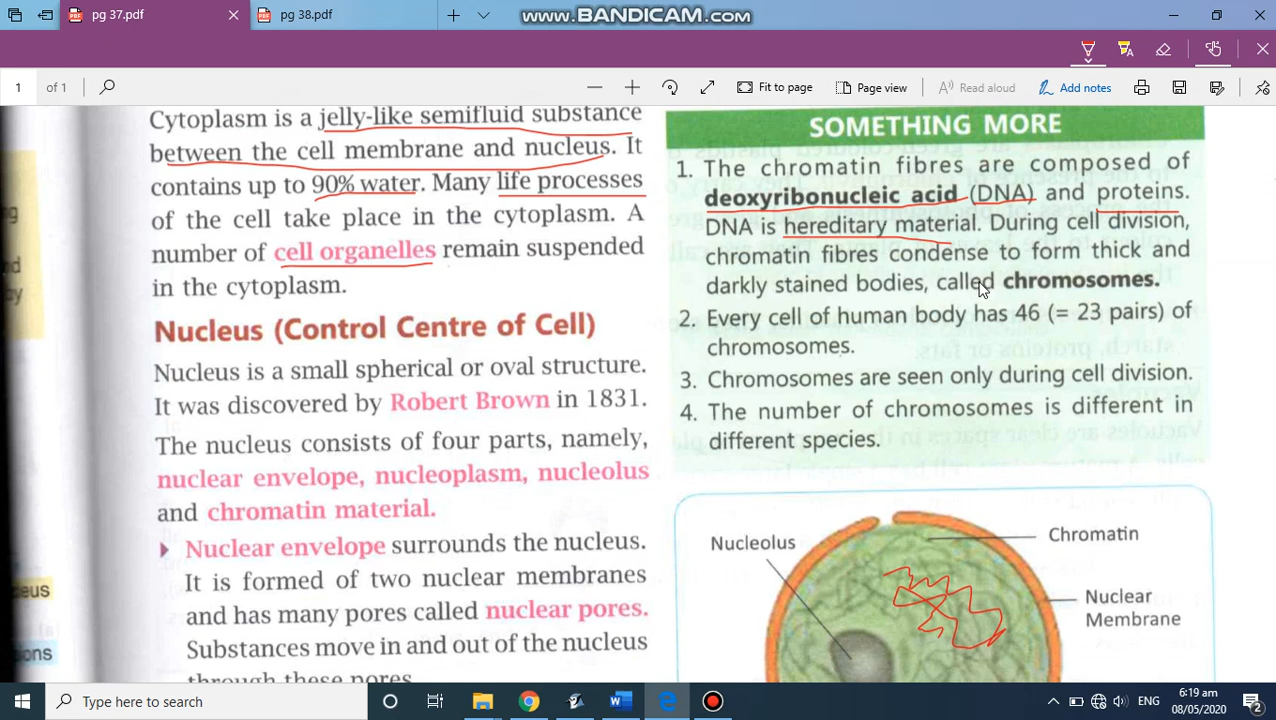 pg 37.pdf
pg 38.pdf
www.BANDICAM.com
1
of 1
Fit to page
Page view
Read aloud
Add notes
Cytoplasm is a jelly-like semifluid substance
between the cell membrane and nucleus. It
contains up to 90% water. Many life processes
of the cell take place in the cytoplasm. A
number of cell organelles remain suspended
in the cytoplasm.
Nucleus (Control Centre of Cell)
Nucleus is a small spherical or oval structure.
It was discovered by Robert Brown in 1831.
The nucleus consists of four parts, namely,
nuclear envelope, nucleoplasm, nucleolus
and chromatin material.
Nuclear envelope surrounds the nucleus.
It is formed of two nuclear membranes
and has many pores called nuclear pores.
Substances move in and out of the nucleus
through these pores
SOMETHING MORE
1. The chromatin fibres are composed of
deoxyribonucleic acid (DNA) and proteins.
DNA is hereditary material. During cell division,
chromatin fibres condense to form thick and
darkly stained bodies, called chromosomes.
2. Every cell of human body has 46 (= 23 pairs) of
chromosomes.
3. Chromosomes are seen only during cell division.
4. The number of chromosomes is different in
different species.
Nucleolus
Chromatin
Nuclear
Membrane
Type here to search
ENG
6:19 am
08/05/2020
2